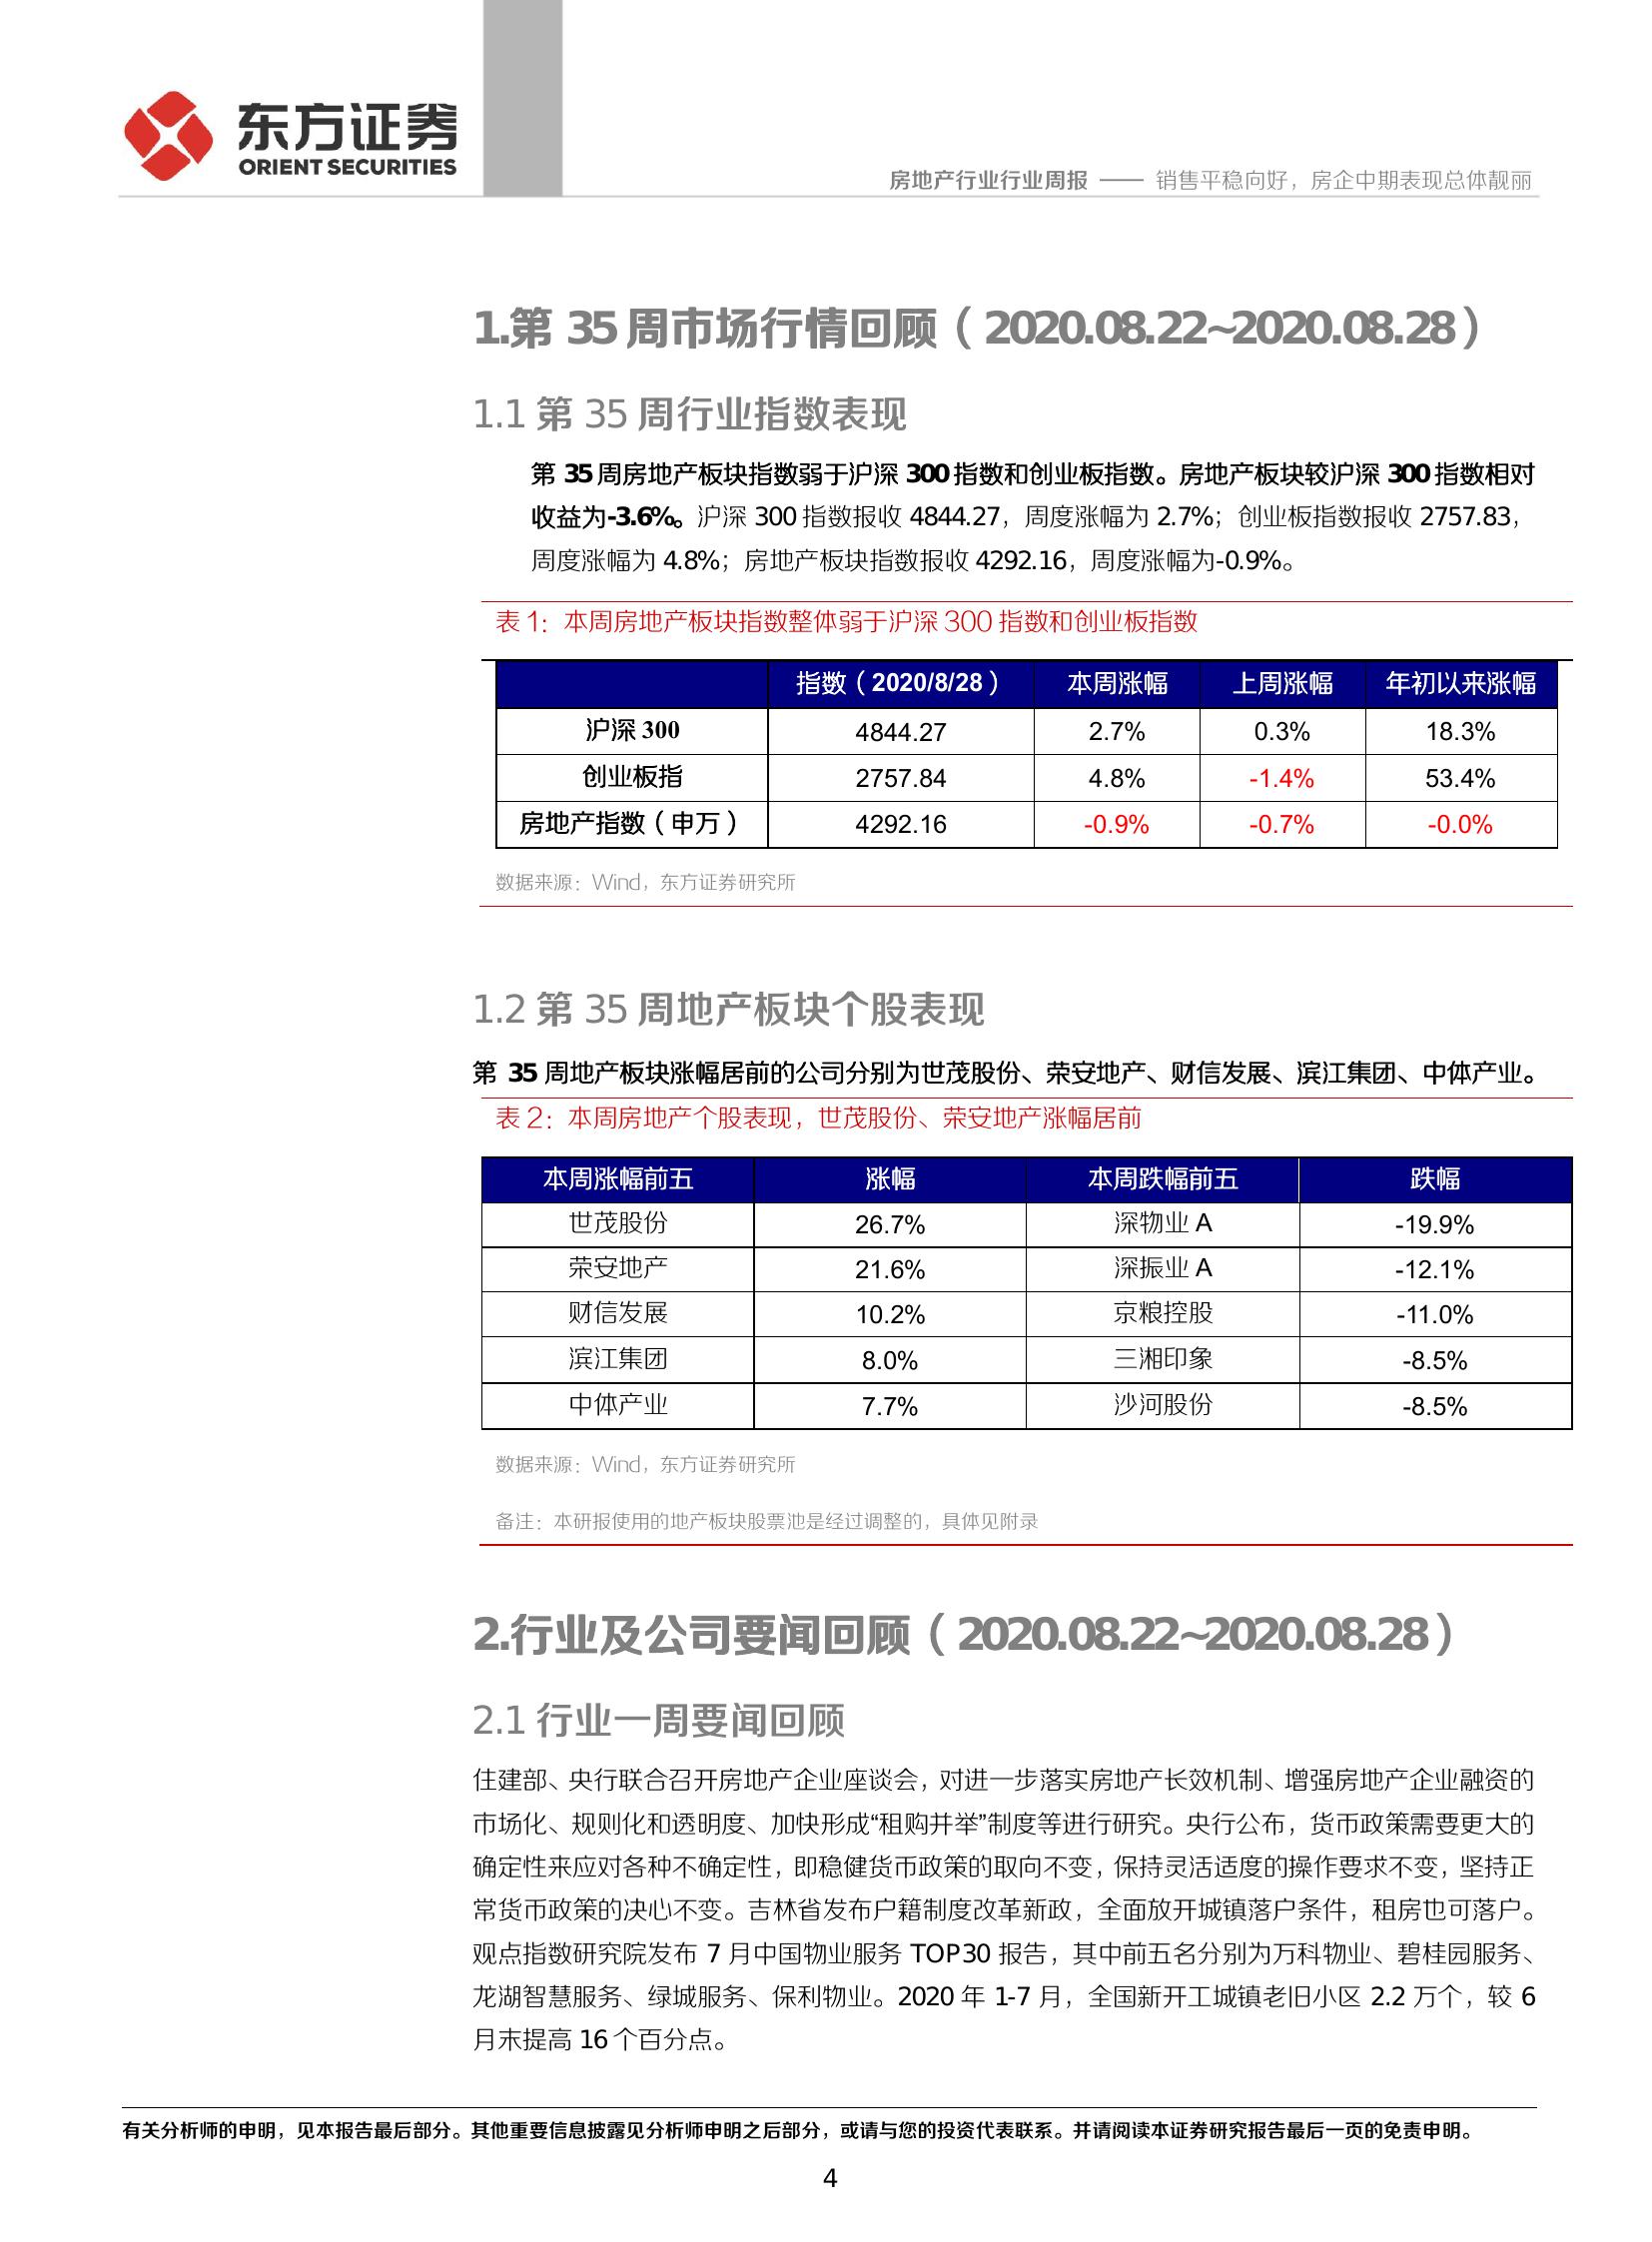 东方证券
ORIENT SECURITIES
房地产行业行业周报 —— 销售平稳向好，房企中期表现总体靓丽
1.第 35 周市场行情回顾（2020.08.22~2020.08.28）
1.1 第 35 周行业指数表现
第 35 周房地产板块指数弱于沪深 300 指数和创业板指数。房地产板块较沪深 300 指数相对
收益为-3.6%。沪深 300 指数报收 4844.27，周度涨幅为 2.7%；创业板指数报收 2757.83，
周度涨幅为 4.8%；房地产板块指数报收 4292.16，周度涨幅为-0.9%。
表 1：本周房地产板块指数整体弱于沪深 300 指数和创业板指数
指数（2020/8/28） 本周涨幅 上周涨幅 年初以来涨幅
沪深 300 4844.27 2.7% 0.3% 18.3%
创业板指 2757.84 4.8% -1.4% 53.4%
房地产指数（申万） 4292.16 -0.9% -0.7% -0.0%
数据来源：Wind，东方证券研究所
1.2 第 35 周地产板块个股表现
第 35 周地产板块涨幅居前的公司分别为世茂股份、荣安地产、财信发展、滨江集团、中体产业。
表 2：本周房地产个股表现，世茂股份、荣安地产涨幅居前
本周涨幅前五 涨幅 本周跌幅前五 跌幅
世茂股份 26.7% 深物业 A -19.9%
荣安地产 21.6% 深振业 A -12.1%
财信发展 10.2% 京粮控股 -11.0%
滨江集团 8.0% 三湘印象 -8.5%
中体产业 7.7% 沙河股份 -8.5%
数据来源：Wind，东方证券研究所
备注：本研报使用的地产板块股票池是经过调整的，具体见附录
2.行业及公司要闻回顾（2020.08.22~2020.08.28）
2.1 行业一周要闻回顾
住建部、央行联合召开房地产企业座谈会，对进一步落实房地产长效机制、增强房地产企业融资的
市场化、规则化和透明度、加快形成“租购并举”制度等进行研究。央行公布，货币政策需要更大的
确定性来应对各种不确定性，即稳健货币政策的取向不变，保持灵活适度的操作要求不变，坚持正
常货币政策的决心不变。吉林省发布户籍制度改革新政，全面放开城镇落户条件，租房也可落户。
观点指数研究院发布 7 月中国物业服务 TOP30 报告，其中前五名分别为万科物业、碧桂园服务、
龙湖智慧服务、绿城服务、保利物业。2020 年 1-7 月，全国新开工城镇老旧小区 2.2 万个，较 6
月末提高 16 个百分点。
有关分析师的申明，见本报告最后部分。其他重要信息披露见分析师申明之后部分，或请与您的投资代表联系。并请阅读本证券研究报告最后一页的免责申明。
4